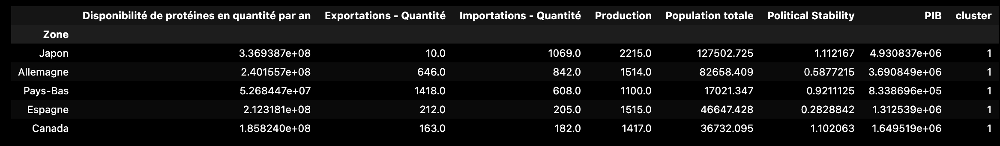 Disponibilité de protéines en quantité par an Exportations - Quantité Importations - Quantité Production Population totale Political Stability PIB cluster
Zone
Japon 3.369387e+08 10.0 1069.0 2215.0 127502.725 1.112167 4.930837e+06 1
Allemagne 2.401557e+08 646.0 842.0 1514.0 82658.409 0.5877215 3.690849e+06 1
Pays-Bas 5.268447e+07 1418.0 608.0 1100.0 17021.347 0.9211125 8.338696e+05 1
Espagne 2.123181e+08 212.0 205.0 1515.0 46647.428 0.2828842 1.312539e+06 1
Canada 1.858240e+08 163.0 182.0 1417.0 36732.095 1.102063 1.649519e+06 1